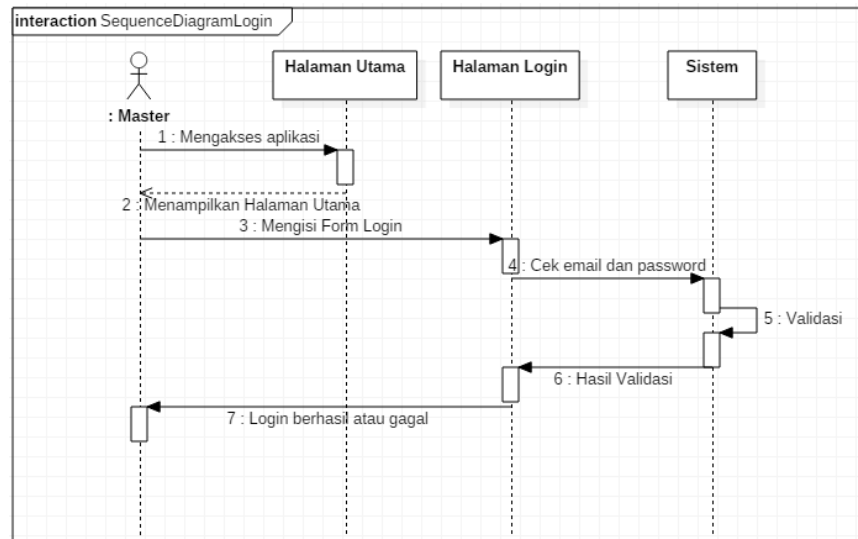 interaction SequenceDiagramLogin
Halaman Utama
Halaman Login
Sistem
: Master
1 : Mengakses aplikasi
2 : Menampilkan Halaman Utama
3 : Mengisi Form Login
4 : Cek email dan password
5 : Validasi
6 : Hasil Validasi
7 : Login berhasil atau gagal